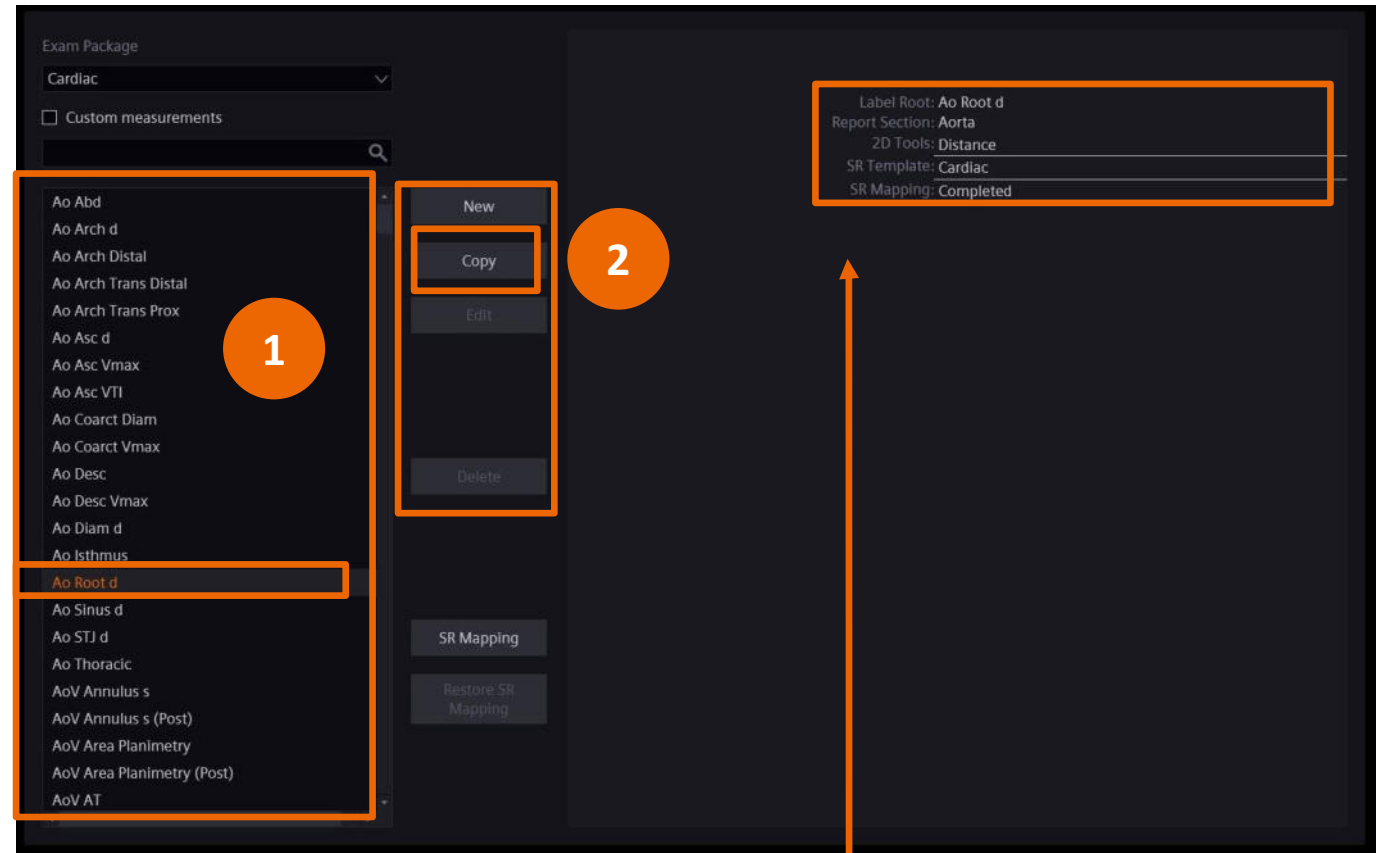 Exam Package
Cardiac
Custom measurements
Ao Abd
Ao Arch d
Ao Arch Distal
Ao Arch Trans Distal
Ao Arch Trans Prox
Ao Asc d
Ao Asc Vmax
Ao Asc VTI
Ao Coarct Diam
Ao Coarct Vmax
Ao Desc
Ao Desc Vmax
Ao Diam d
Ao Isthmus
Ao Root d
Ao Sinus d
Ao STJ d
Ao Thoracic
AoV Annulus s
AoV Annulus s (Post)
AoV Area Planimetry
AoV Area Planimetry (Post)
AoV AT
1
New
Copy
Edit
Delete
SR Mapping
Restore SR
Mapping
2
Label Root: Ao Root d
Report Section: Aorta
2D Tools: Distance
SR Template: Cardiac
SR Mapping: Completed